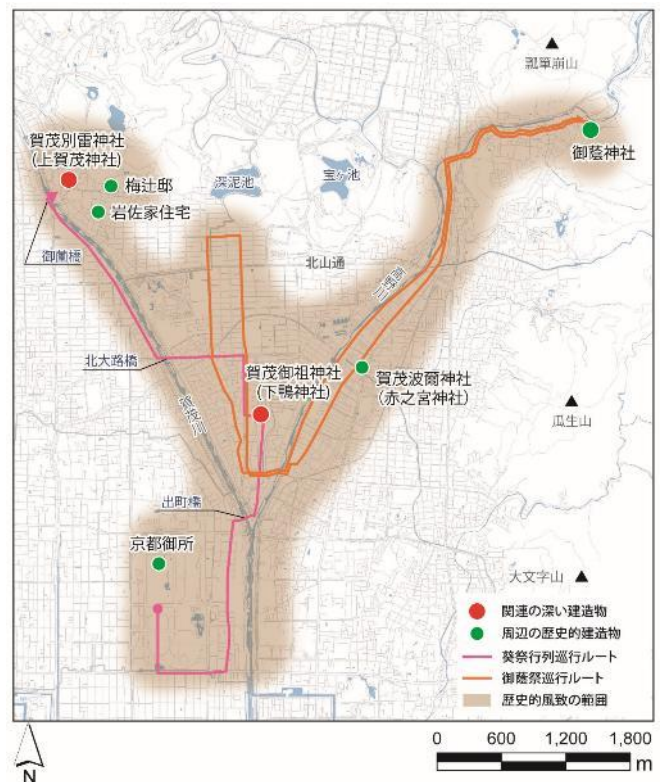 瓢箪崩山
御蔭神社
賀茂別雷神社
(上賀茂神社)
梅辻邸
岩佐家住宅
深泥池
宝ヶ池
御薗橋
北山通
高野川
北大路橋
賀茂川
賀茂御祖神社
(下鴨神社)
賀茂波爾神社
(赤之宮神社)
瓜生山
出町橋
京都御所
大文字山
関連の深い建造物
周辺の歴史的建造物
葵祭行列巡行ルート
御蔭祭巡行ルート
歴史的風致の範囲
0 600 1,200 1,800
m
N